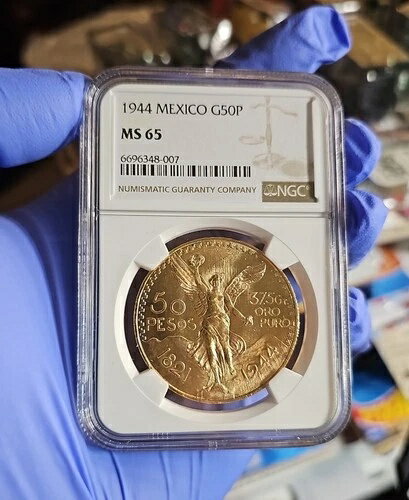 1944 MEXICO G50P
MS 65
6696348-007
NUMISMATIC GUARANTY COMPANY
NGC
50
PESOS
37.5 G
ORO
PURO
1821
1944